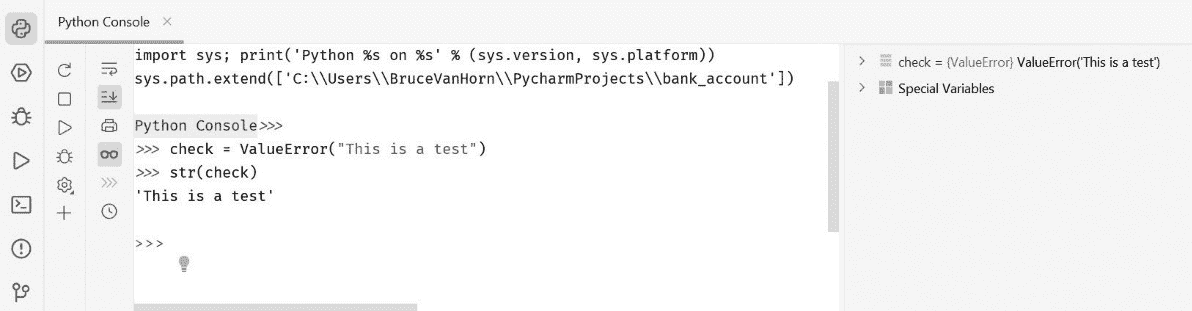 Python Console
import sys; print('Python %s on %s' % (sys.version, sys.platform))
sys.path.extend(['C:\\Users\\BruceVanHorn\\PycharmProjects\\bank_account'])
Python Console>>>
>>> check = ValueError("This is a test")
>>> str(check)
'This is a test'
>>>
check = {ValueError} ValueError('This is a test')
Special Variables